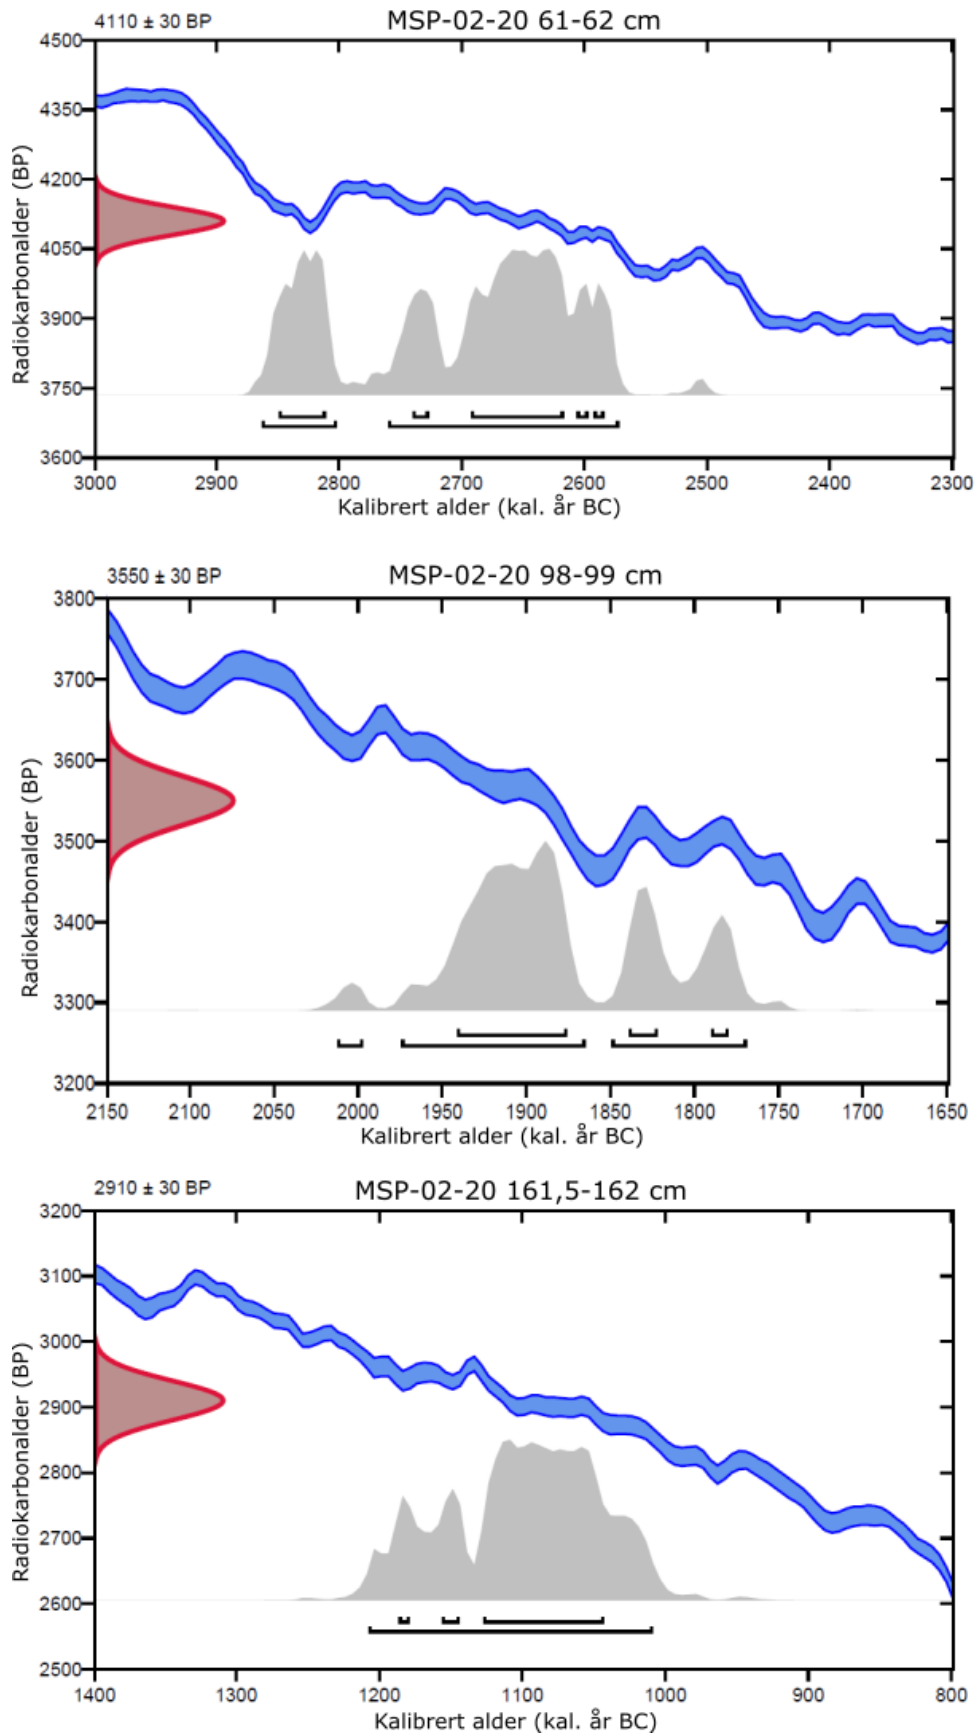 4110 ± 30 BP
MSP-02-20 61-62 cm
4500
4350
4200
4050
3900
3750
3600
Radiokarbonalder (BP)
3000 2900 2800 2700 2600 2500 2400 2300
Kalibrert alder (kal. år BC)
3550 ± 30 BP
MSP-02-20 98-99 cm
3800
3700
3600
3500
3400
3300
3200
Radiokarbonalder (BP)
2150 2100 2050 2000 1950 1900 1850 1800 1750 1700 1650
Kalibrert alder (kal. år BC)
2910 ± 30 BP
MSP-02-20 161,5-162 cm
3200
3100
3000
2900
2800
2700
2600
2500
Radiokarbonalder (BP)
1400 1300 1200 1100 1000 900 800
Kalibrert alder (kal. år BC)